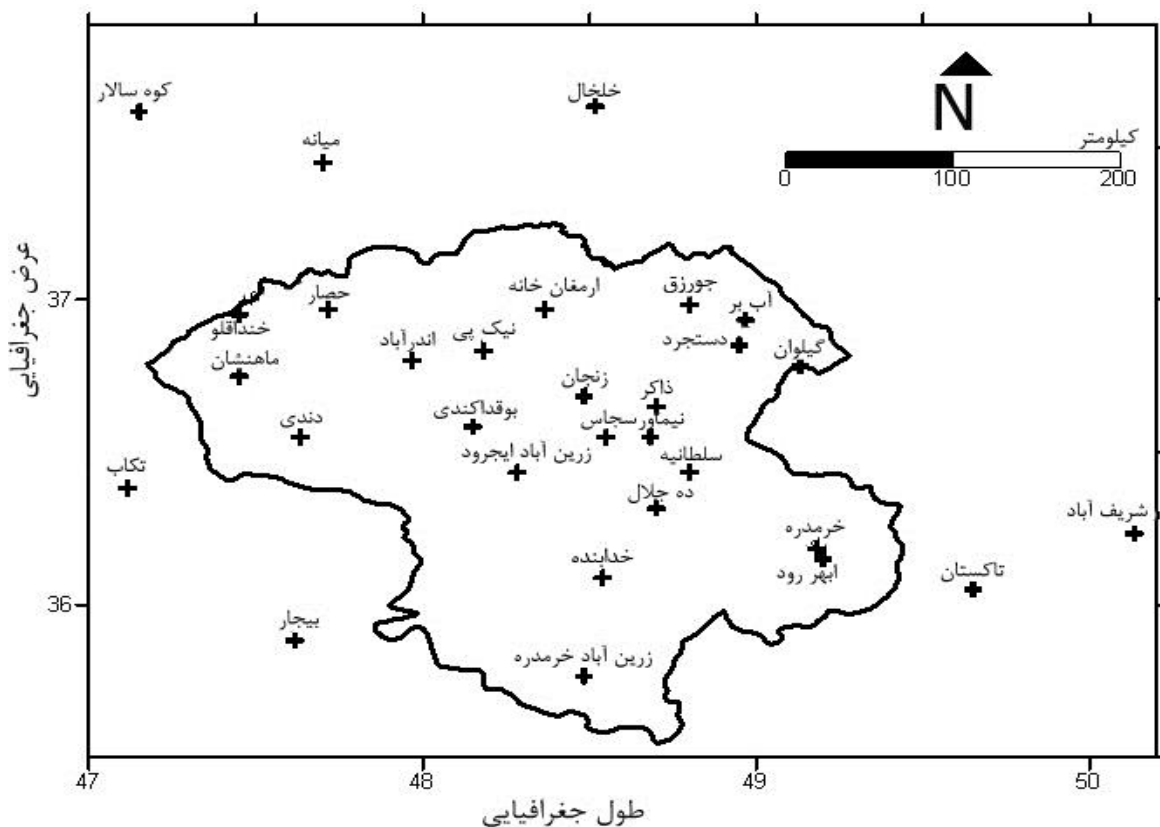 کوه سالار
خلخال
میانه
N
کیلومتر
0 100 200
عرض جغرافیایی
37
36
جورزق
ارمغان خانه
حصار
آب بر
خنداقلو
نیک پی
اندرآباد
دستجرد
گیلوان
ماهنشان
زنجان
ذاکر
بوقداکندی
دندی
نیماور
سجاس
زرین آباد ایجرود
سلطانیه
تکاب
ده جلال
شریف آباد
خرمدره
خدابنده
ابهر رود
تاکستان
بیجار
زرین آباد خرمدره
47 48 49 50
طول جغرافیایی